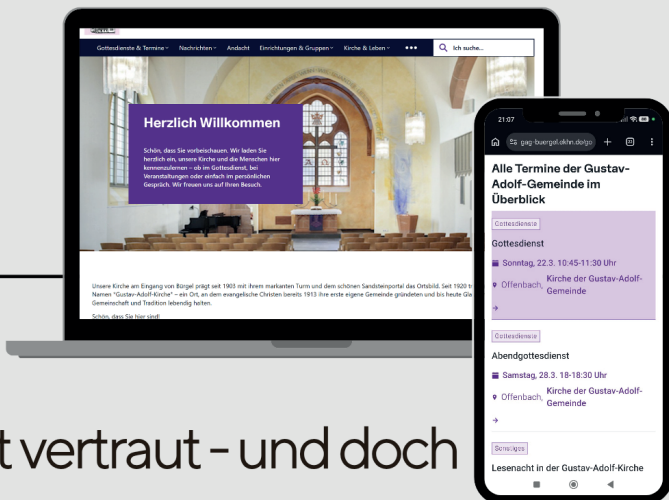 Gottesdienste & Termine
Nachrichten
Andacht
Einrichtungen & Gruppen
Kirche & Leben
Ich suche...
Herzlich Willkommen
Schön, dass Sie vorbeischauen. Wir laden Sie
herzlich ein, unsere Kirche und die Menschen hier
kennenzulernen – ob im Gottesdienst, bei
Veranstaltungen oder einfach im persönlichen
Gespräch. Wir freuen uns auf Ihren Besuch.
Unsere Kirche am Eingang von Bürgel prägt seit 1903 mit ihrem markanten Turm und dem schönen Sandsteinportal das Ortsbild. Seit 1920 tr
Namen "Gustav-Adolf-Kirche" – ein Ort, an dem evangelische Christen bereits 1913 ihre erste eigene Gemeinde gründeten und bis heute Gla
Gemeinschaft und Tradition lebendig halten.
Schön, dass Sie hier sind!
21:07
gag-buergel.ekhn.de/go
Alle Termine der Gustav-
Adolf-Gemeinde im
Überblick
Gottesdienste
Gottesdienst
Sonntag, 22.3. 10:45-11:30 Uhr
Offenbach, Kirche der Gustav-Adolf-
Gemeinde
Gottesdienste
Abendgottesdienst
Samstag, 28.3. 18-18:30 Uhr
Offenbach, Kirche der Gustav-Adolf-
Gemeinde
Sonstiges
Lesenacht in der Gustav-Adolf-Kirche
t vertraut - und doch